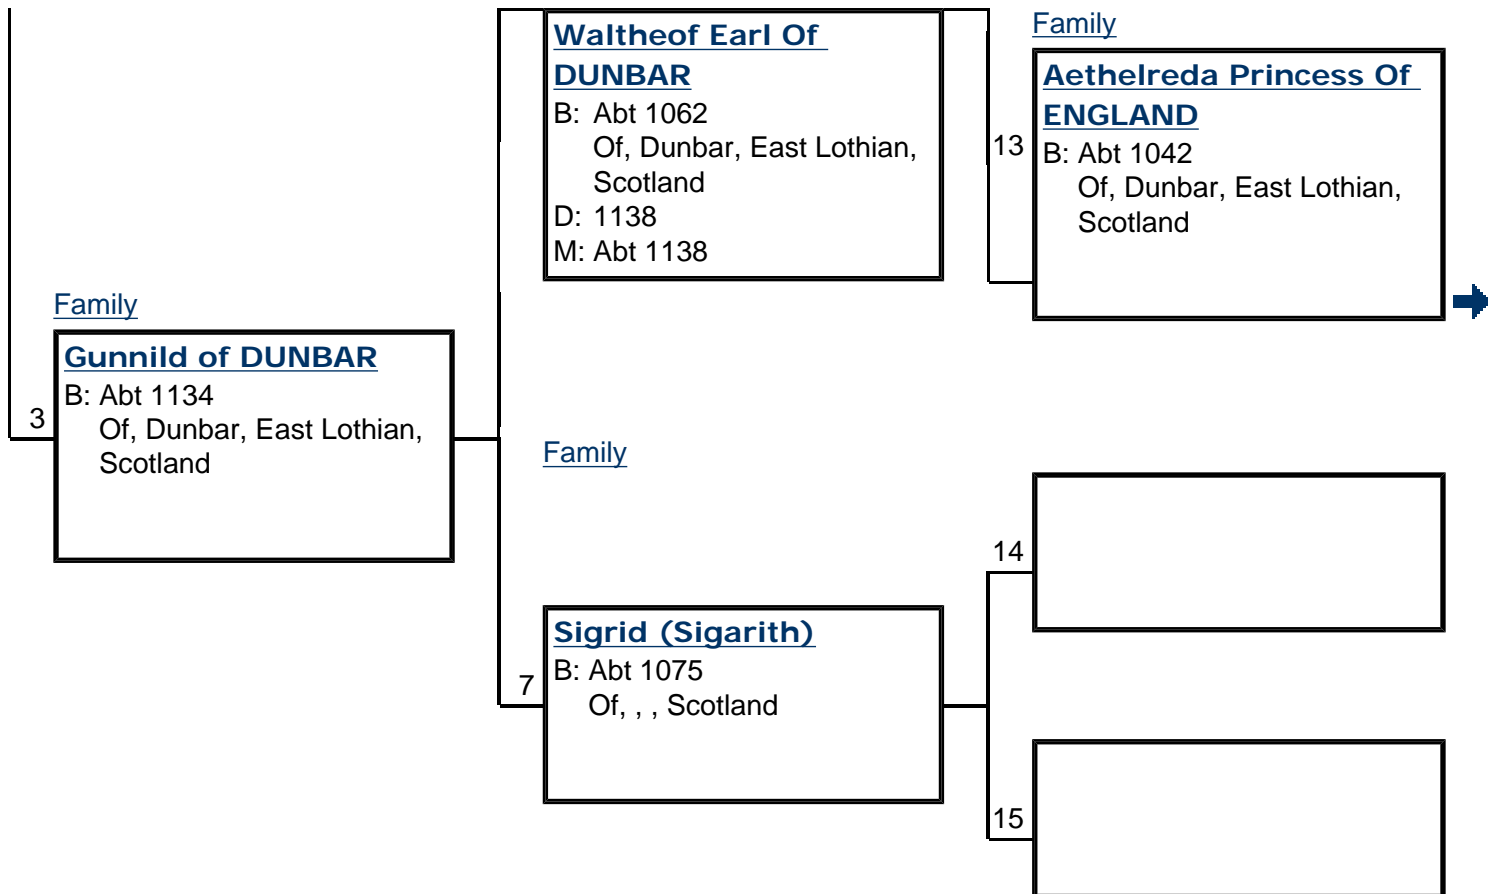 Family
Waltheof Earl Of
DUNBAR
B: Abt 1062
Of, Dunbar, East Lothian,
Scotland
D: 1138
M: Abt 1138
Family
13
Aethelreda Princess Of
ENGLAND
B: Abt 1042
Of, Dunbar, East Lothian,
Scotland
Family
3
Gunnild of DUNBAR
B: Abt 1134
Of, Dunbar, East Lothian,
Scotland
7
Sigrid (Sigarith)
B: Abt 1075
Of, , , Scotland
14
15